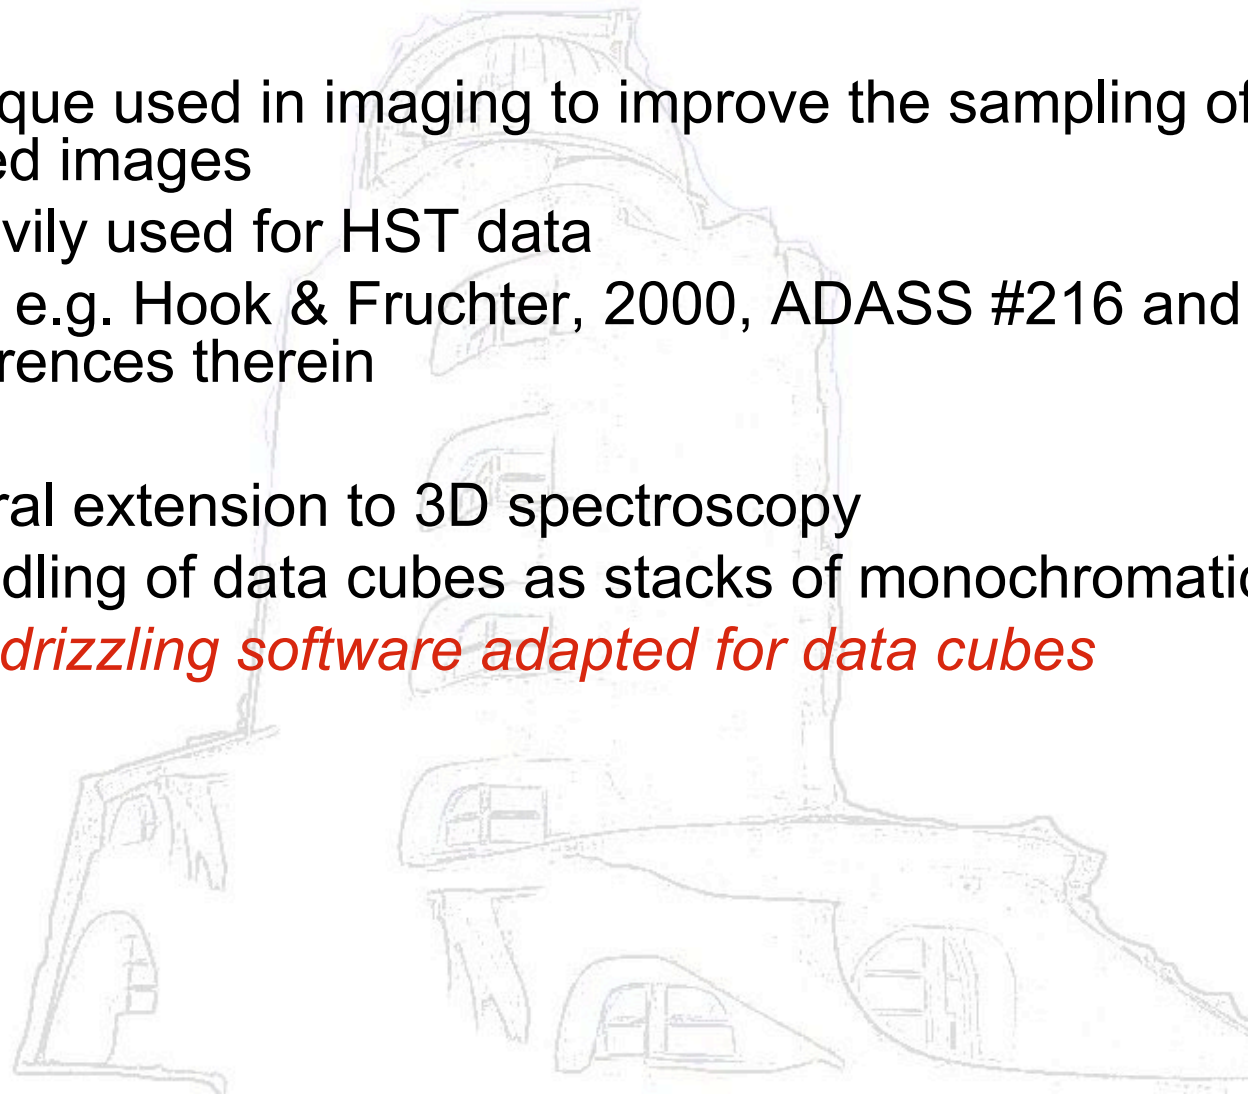 que used in imaging to improve the sampling of
ed images
vily used for HST data
e.g. Hook & Fruchter, 2000, ADASS #216 and
rences therein
ral extension to 3D spectroscopy
dling of data cubes as stacks of monochromatic
drizzling software adapted for data cubes